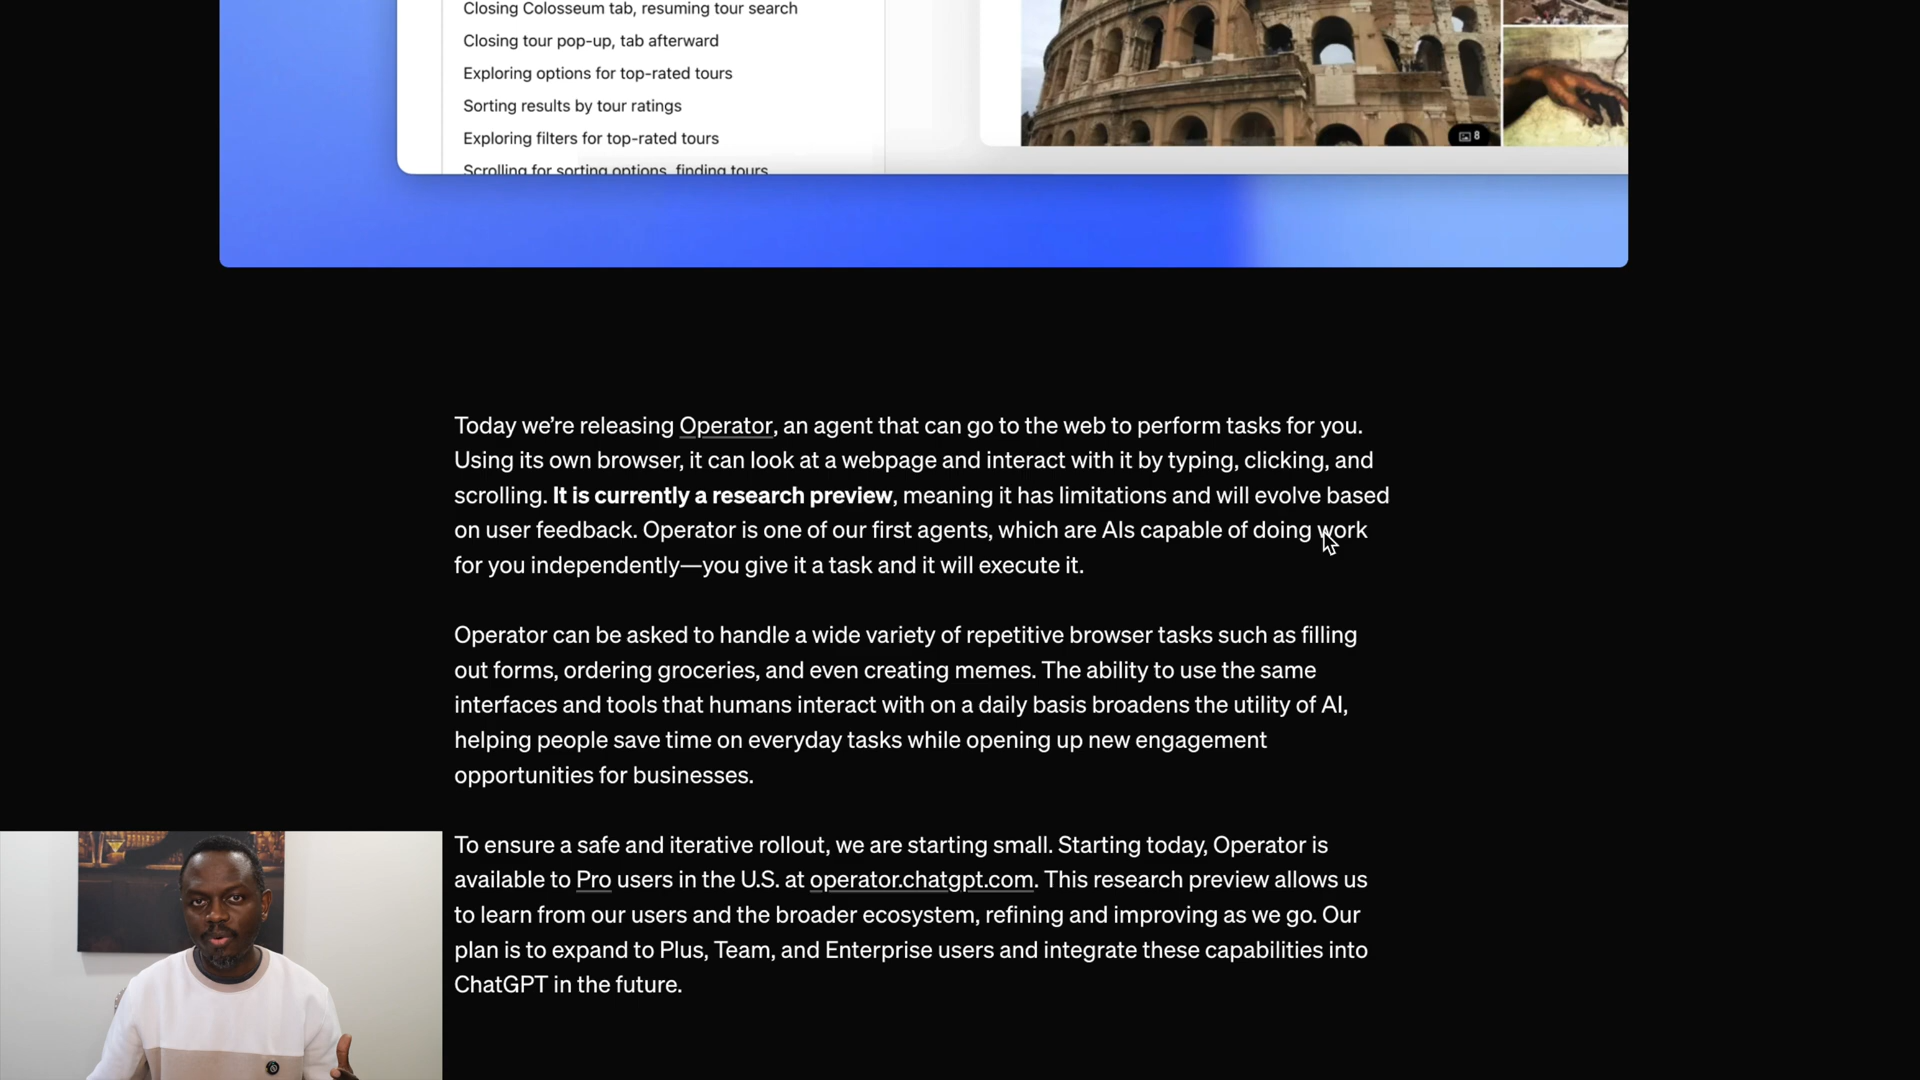 Closing Colosseum tab, resuming tour search
Closing tour pop-up, tab afterward
Exploring options for top-rated tours
Sorting results by tour ratings
Exploring filters for top-rated tours
Scrolling for sorting options, finding tours
8
Today we’re releasing Operator, an agent that can go to the web to perform tasks for you.
Using its own browser, it can look at a webpage and interact with it by typing, clicking, and
scrolling. It is currently a research preview, meaning it has limitations and will evolve based
on user feedback. Operator is one of our first agents, which are AIs capable of doing work
for you independently—you give it a task and it will execute it.
Operator can be asked to handle a wide variety of repetitive browser tasks such as filling
out forms, ordering groceries, and even creating memes. The ability to use the same
interfaces and tools that humans interact with on a daily basis broadens the utility of AI,
helping people save time on everyday tasks while opening up new engagement
opportunities for businesses.
To ensure a safe and iterative rollout, we are starting small. Starting today, Operator is
available to Pro users in the U.S. at operator.chatgpt.com. This research preview allows us
to learn from our users and the broader ecosystem, refining and improving as we go. Our
plan is to expand to Plus, Team, and Enterprise users and integrate these capabilities into
ChatGPT in the future.